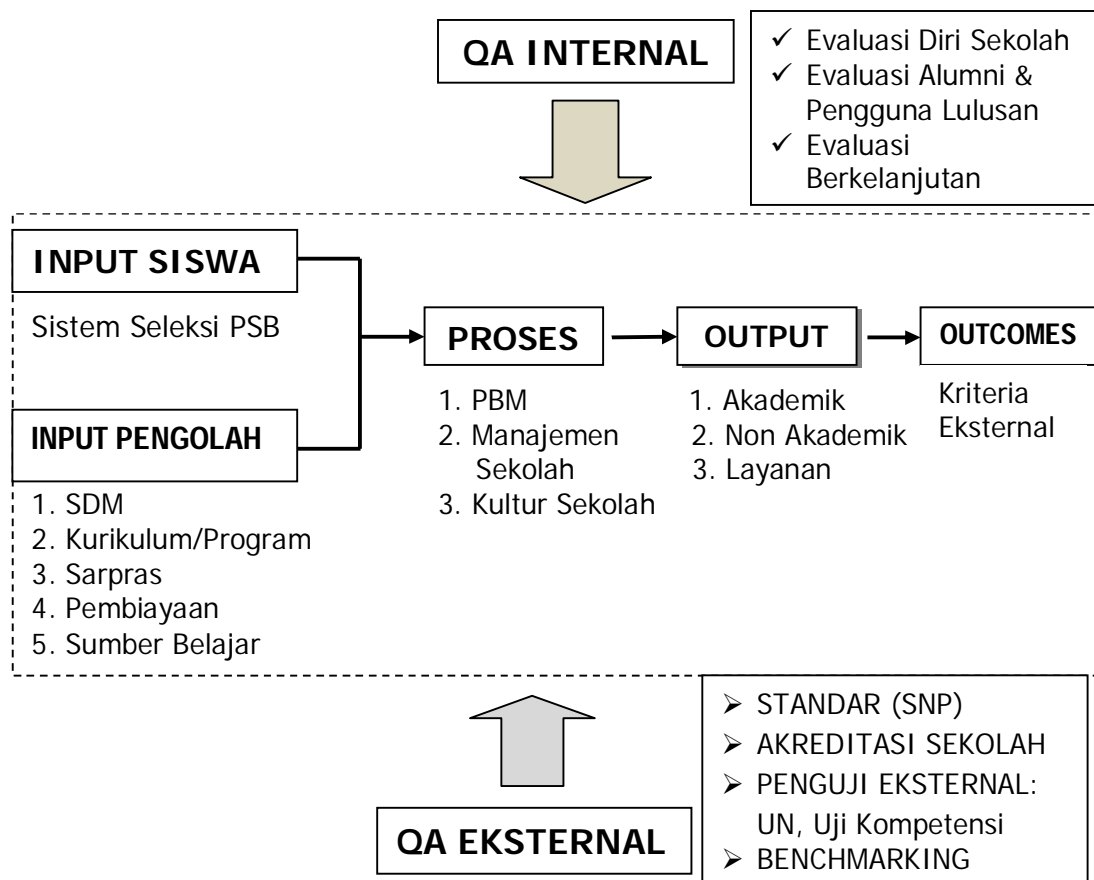 QA INTERNAL
✓ Evaluasi Diri Sekolah
✓ Evaluasi Alumni &
Pengguna Lulusan
✓ Evaluasi
Berkelanjutan
INPUT SISWA
Sistem Seleksi PSB
INPUT PENGOLAH
1. SDM
2. Kurikulum/Program
3. Sarpras
4. Pembiayaan
5. Sumber Belajar
PROSES
1. PBM
2. Manajemen
Sekolah
3. Kultur Sekolah
OUTPUT
1. Akademik
2. Non Akademik
3. Layanan
OUTCOMES
Kriteria
Eksternal
QA EKSTERNAL
➢ STANDAR (SNP)
➢ AKREDITASI SEKOLAH
➢ PENGUJI EKSTERNAL:
UN, Uji Kompetensi
➢ BENCHMARKING